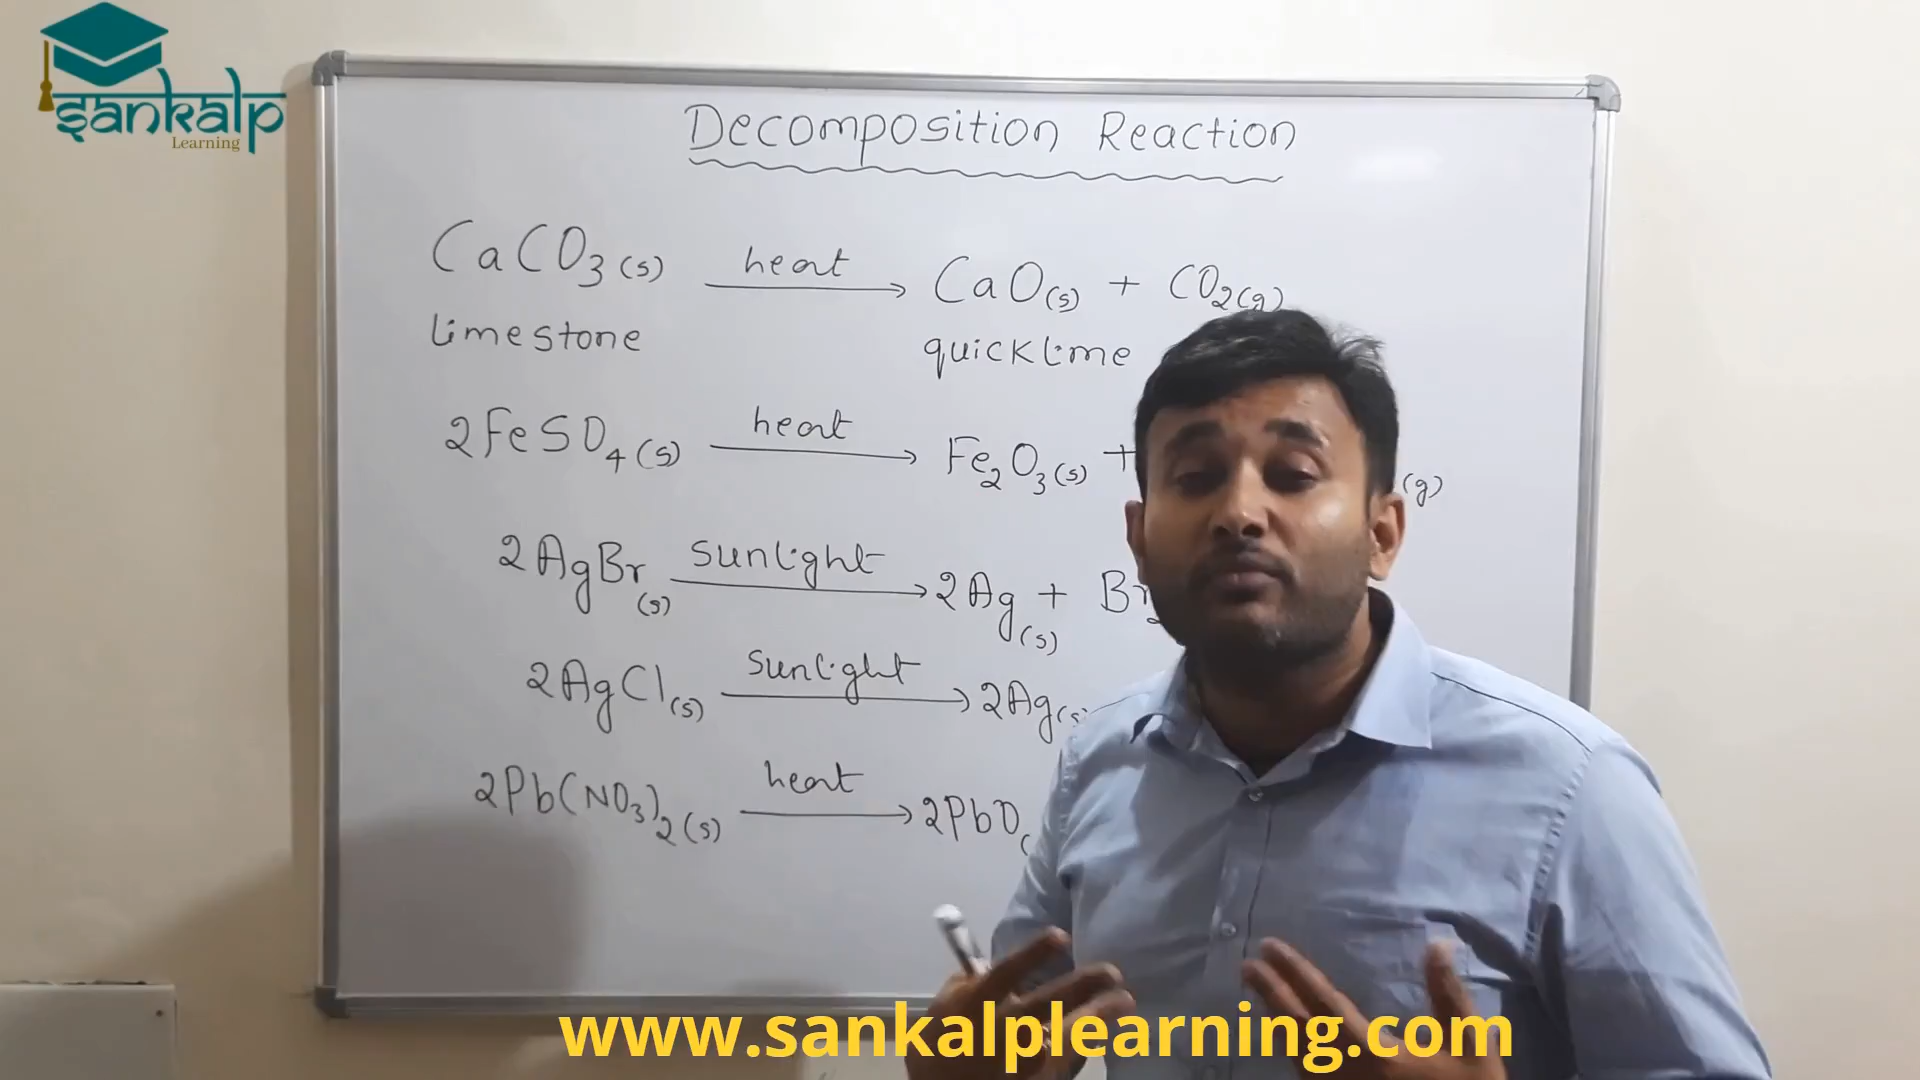 sankalp
Learning
Decomposition Reaction
CaCO₃(s) heat → CaO(s) + CO₂(g)
limestone quicklime
2FeSO₄(s) heat → Fe₂O₃(s) + (g)
2AgBr(s) sunlight → 2Ag(s) + Br₂
2AgCl(s) sunlight → 2Ag(s)
2Pb(NO₃)₂(s) heat → 2PbO(
www.sankalplearning.com